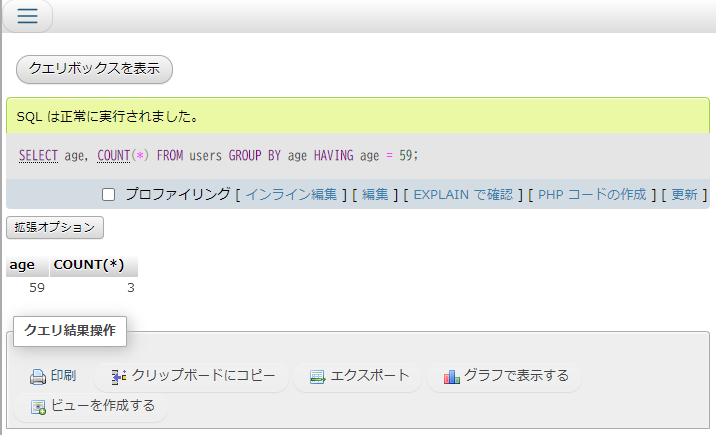 クエリボックスを表示
SQL は正常に実行されました。
SELECT age, COUNT(*) FROM users GROUP BY age HAVING age = 59;
プロファイリング [ インライン編集 ] [ 編集 ] [ EXPLAIN で確認 ] [ PHP コードの作成 ] [ 更新 ]
拡張オプション
age COUNT(*)
59 3
クエリ結果操作
印刷 クリップボードにコピー エクスポート グラフで表示する
ビューを作成する